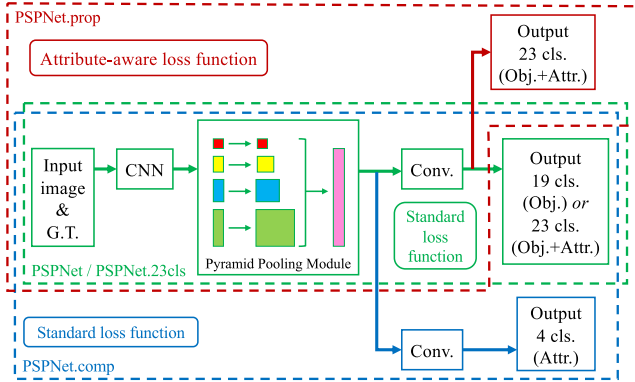 PSPNet.prop
Attribute-aware loss function
Output
23 cls.
(Obj.+Attr.)
Input
image
&
G.T.
CNN
Pyramid Pooling Module
Conv.
Standard
loss
function
Output
19 cls.
(Obj.) or
23 cls.
(Obj.+Attr.)
PSPNet / PSPNet.23cls
Standard loss function
Conv.
Output
4 cls.
(Attr.)
PSPNet.comp